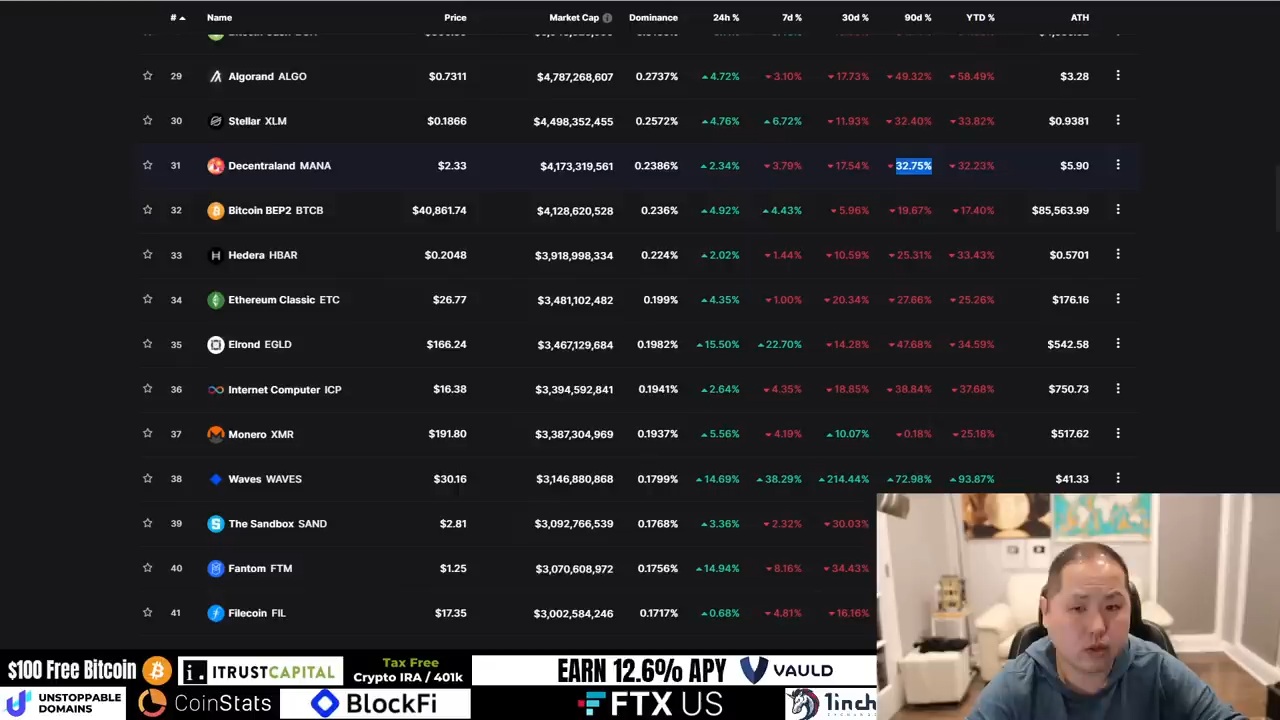 # Name Price Market Cap Dominance 24h % 7d % 30d % 90d % YTD % ATH
29 Algorand ALGO $0.7311 $4,787,268,607 0.2737% 4.72% 3.10% 17.73% 49.32% 58.49% $3.28
30 Stellar XLM $0.1866 $4,498,352,455 0.2572% 4.76% 6.72% 11.93% 32.40% 33.82% $0.9381
31 Decentraland MANA $2.33 $4,173,319,561 0.2386% 2.34% 3.79% 17.54% 32.75% 32.23% $5.90
32 Bitcoin BEP2 BTCB $40,861.74 $4,128,620,528 0.236% 4.92% 4.43% 5.96% 19.67% 17.40% $85,563.99
33 Hedera HBAR $0.2048 $3,918,998,334 0.224% 2.02% 1.44% 10.59% 25.31% 33.43% $0.5701
34 Ethereum Classic ETC $26.77 $3,481,102,482 0.199% 4.35% 1.00% 20.34% 27.66% 25.26% $176.16
35 Elrond EGLD $166.24 $3,467,129,684 0.1982% 15.50% 22.70% 14.28% 47.68% 34.59% $542.58
36 Internet Computer ICP $16.38 $3,394,592,841 0.1941% 2.64% 4.35% 18.85% 38.84% 37.68% $750.73
37 Monero XMR $191.80 $3,387,304,969 0.1937% 5.56% 4.19% 10.07% 0.18% 25.18% $517.62
38 Waves WAVES $30.16 $3,146,880,868 0.1799% 14.69% 38.29% 214.44% 72.98% 93.87% $41.33
39 The Sandbox SAND $2.81 $3,092,766,539 0.1768% 3.36% 2.32% 30.03%
40 Fantom FTM $1.25 $3,070,608,972 0.1756% 14.94% 8.16% 34.43%
41 Filecoin FIL $17.35 $3,002,584,246 0.1717% 0.68% 4.81% 16.16%
$100 Free Bitcoin
i. ITRUSTCAPITAL
Tax Free
Crypto IRA / 401k
EARN 12.6% APY
VAULD
UNSTOPPABLE
DOMAINS
CoinStats
BlockFi
FTX US
1inch